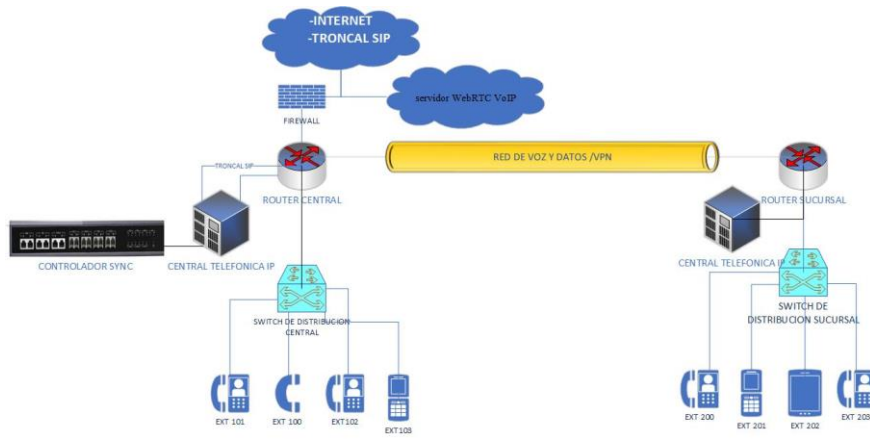 -INTERNET
-TRONCAL SIP
servidor WebRTC VoIP
FIREWALL
RED DE VOZ Y DATOS /VPN
TRONCAL SIP
ROUTER CENTRAL
ROUTER SUCURSAL
CONTROLADOR SYNC
CENTRAL TELEFONICA IP
CENTRAL TELEFONICA IP
SWITCH DE DISTRIBUCION
CENTRAL
SWITCH DE
DISTRIBUCION SUCURSAL
EXT 101
EXT 100
EXT102
EXT103
EXT 200
EXT 201
EXT 202
EXT 203